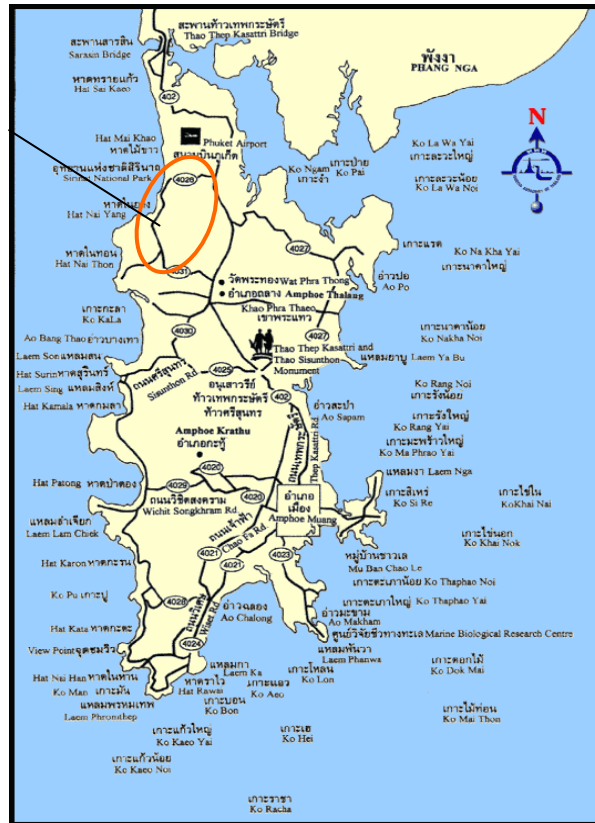 สะพานท้าวเทพกระษัตรี
Thao Thep Kasattri Bridge
สะพานสารสิน
Sarasin Bridge
พังงา
PHANG NGA
หาดทรายแก้ว
Hat Sai Kaeo
402
N
Hat Mai Khao
หาดไม้ขาว
Phuket Airport
สนามบินภูเก็ต
อุทยานแห่งชาติสิรินาถ
Sirinat National Park
4026
เกาะป่าย
Ko Pai
Ko Ngam
เกาะงำ
Ko La Wa Yai
เกาะละวะใหญ่
เกาะละวะน้อย
Ko La Wa Noi
หาดในยาง
Hat Nai Yang
หาดในทอน
Hat Nai Thon
4027
เกาะแรด
Ko Na Kha Yai
เกาะนาคาใหญ่
อ่าวปอ
Ao Po
4031
วัดพระทอง Wat Phra Thong
อำเภอถลาง Amphoe Thalang
Khao Phra Thaeo
เขาพระแทว
เกาะกะลา
Ko KaLa
4030
4027
เกาะนาคาน้อย
Ko Nakha Noi
Ao Bang Thao อ่าวบางเทา
Laem Son แหลมสน
Thao Thep Kasattri and
Thao Sisunthon
Monument
แหลมยาบู Laem Ya Bu
Hat Surin หาดสุรินทร์
Laem Sing แหลมสิงห์
Hat Kamala หาดกมลา
ถนนศรีสุนทร
Sisunthon Rd.
4025
อนุสาวรีย์
ท้าวเทพกระษัตรี
ท้าวศรีสุนทร
402
Ko Rang Noi
เกาะรังน้อย
อ่าวสะปำ
Ao Sapam
เกาะรังใหญ่
Ko Rang Yai
เกาะมะพร้าวใหญ่
Ko Ma Phrao Yai
Amphoe Krathu
อำเภอกะทู้
ถนนเทพกระษัตรี
Thep Kasattri Rd.
4020
แหลมงา Laem Nga
Hat Patong หาดป่าตอง
4029
4020
ถนนวิชิตสงคราม
Wichit Songkhram Rd.
อำเภอ
เมือง
Amphoe Muang
เกาะสิเหร่
Ko Si Re
เกาะไข่ใน
KoKhai Nai
แหลมลำเจียก
Laem Lam Chiek
ถนนเจ้าฟ้า
Chao Fa Rd.
เกาะไข่นอก
Ko Khai Nok
Hat Karon หาดกะรน
4021
4021
4023
หมู่บ้านชาวเล
Mu Ban Chao Le
เกาะตะเภาน้อย Ko Thaphao Noi
Ko Pu เกาะปู
4028
ถนนวิเศษ
Wiset Rd
อ่าวฉลอง
Ao Chalong
เกาะตะเภาใหญ่ Ko Thaphao Yai
อ่าวมะขาม
Ao Makham
Hat Kata หาดกะตะ
ศูนย์วิจัยชีวทางทะเล Marine Biological Research Centre
View Point จุดชมวิว
4024
แหลมพันวา
Laem Phanwa
เกาะดอกไม้
Ko Dok Mai
Hat Nai Han หาดในหาน
Ko Man เกาะมัน
แหลมกา
Laem Ka
หาดราไว
Hat Rawai
เกาะแอว
Ko Aeo
เกาะโหลน
Ko Lon
แหลมพรหมเทพ
Laem Phromthep
เกาะบอน
Ko Bon
เกาะไม้ท่อน
Ko Mai Thon
เกาะแก้วใหญ่
Ko Kaeo Yai
เกาะเฮ
Ko Hei
เกาะแก้วน้อย
Ko Kaeo Noi
เกาะราชา
Ko Racha